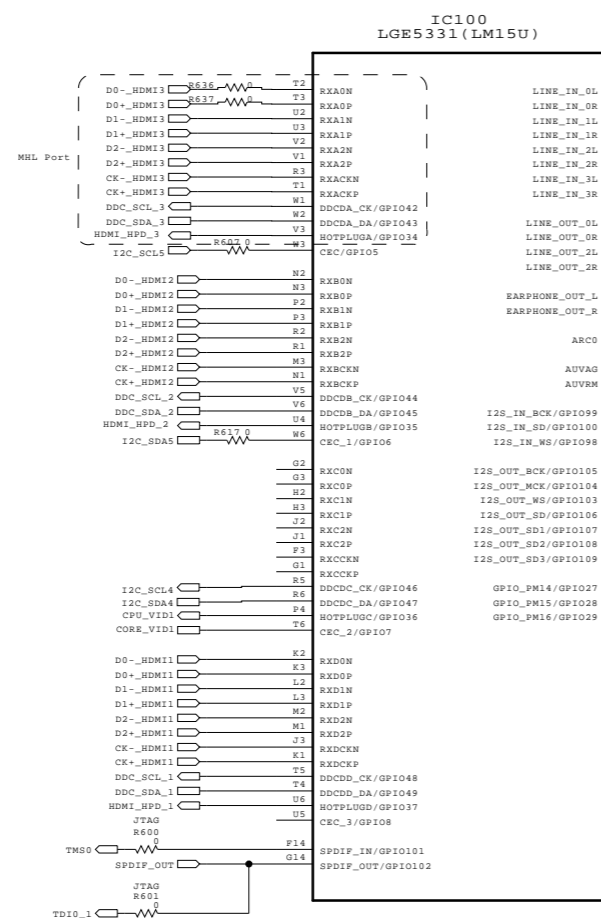 IC100
LGE5331(LM15U)
MHL Port
D0-_HDMI3 R636 0 T2 RXA0N LINE_IN_0L
D0+_HDMI3 R637 0 T3 RXA0P LINE_IN_0R
D1-_HDMI3 U2 RXA1N LINE_IN_1L
D1+_HDMI3 U3 RXA1P LINE_IN_1R
D2-_HDMI3 V2 RXA2N LINE_IN_2L
D2+_HDMI3 V1 RXA2P LINE_IN_2R
CK-_HDMI3 R3 RXACKN LINE_IN_3L
CK+_HDMI3 T1 RXACKP LINE_IN_3R
DDC_SCL_3 W1 DDCDA_CK/GPIO42
DDC_SDA_3 W2 DDCDA_DA/GPIO43 LINE_OUT_0L
HDMI_HPD_3 V3 HOTPLUGA/GPIO34 LINE_OUT_0R
I2C_SCL5 R607 0 W3 CEC/GPIO5 LINE_OUT_2L
LINE_OUT_2R
D0-_HDMI2 N2 RXB0N
D0+_HDMI2 N3 RXB0P EARPHONE_OUT_L
D1-_HDMI2 P2 RXB1N EARPHONE_OUT_R
D1+_HDMI2 P3 RXB1P
D2-_HDMI2 R2 RXB2N ARC0
D2+_HDMI2 R1 RXB2P
CK-_HDMI2 M3 RXBCKN AUVAG
CK+_HDMI2 N1 RXBCKP AUVRM
DDC_SCL_2 V5 DDCDB_CK/GPIO44
DDC_SDA_2 V6 DDCDB_DA/GPIO45 I2S_IN_BCK/GPIO99
HDMI_HPD_2 U4 HOTPLUGB/GPIO35 I2S_IN_SD/GPIO100
I2C_SDA5 R617 0 W6 CEC_1/GPIO6 I2S_IN_WS/GPIO98
G2 RXC0N I2S_OUT_BCK/GPIO105
G3 RXC0P I2S_OUT_MCK/GPIO104
H2 RXC1N I2S_OUT_WS/GPIO103
H3 RXC1P I2S_OUT_SD/GPIO106
J2 RXC2N I2S_OUT_SD1/GPIO107
J1 RXC2P I2S_OUT_SD2/GPIO108
F3 RXCCKN I2S_OUT_SD3/GPIO109
G1 RXCCKP
I2C_SCL4 R5 DDCDC_CK/GPIO46 GPIO_PM14/GPIO27
I2C_SDA4 R6 DDCDC_DA/GPIO47 GPIO_PM15/GPIO28
CPU_VID1 P4 HOTPLUGC/GPIO36 GPIO_PM16/GPIO29
CORE_VID1 T6 CEC_2/GPIO7
D0-_HDMI1 K2 RXD0N
D0+_HDMI1 K3 RXD0P
D1-_HDMI1 L2 RXD1N
D1+_HDMI1 L3 RXD1P
D2-_HDMI1 M2 RXD2N
D2+_HDMI1 M1 RXD2P
CK-_HDMI1 J3 RXDCKN
CK+_HDMI1 K1 RXDCKP
DDC_SCL_1 T5 DDCDD_CK/GPIO48
DDC_SDA_1 T4 DDCDD_DA/GPIO49
HDMI_HPD_1 U6 HOTPLUGD/GPIO37
U5 CEC_3/GPIO8
JTAG
R600
TMS0 0 F14 SPDIF_IN/GPIO101
SPDIF_OUT G14 SPDIF_OUT/GPIO102
JTAG
R601
TDI0_1 0